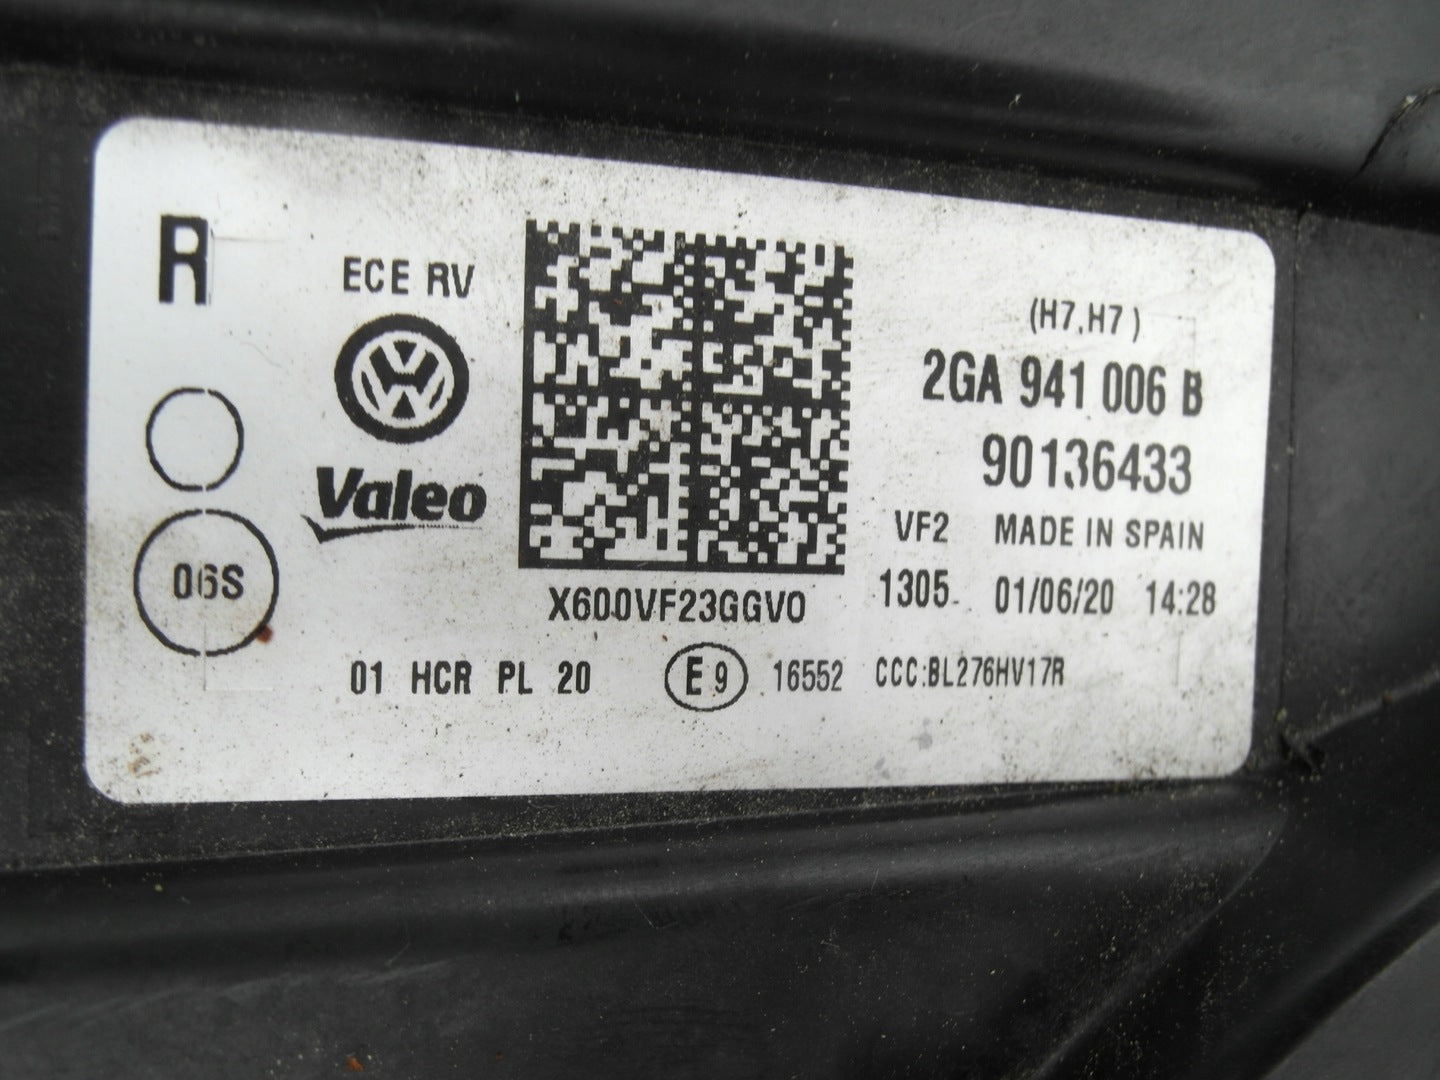 R
ECE RV
Valeo
06S
X600VF23GGV0
(H7,H7)
2GA 941 006 B
90136433
VF2 MADE IN SPAIN
1305 01/06/20 14:28
01 HCR PL 20 E9 16552 CCC:BL276HV17R